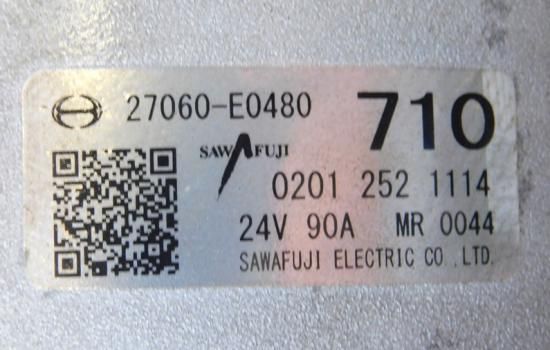 27060-E0480
710
SAWAFUJI
0201 252 1114
24V 90A MR 0044
SAWAFUJI ELECTRIC CO .LTD.